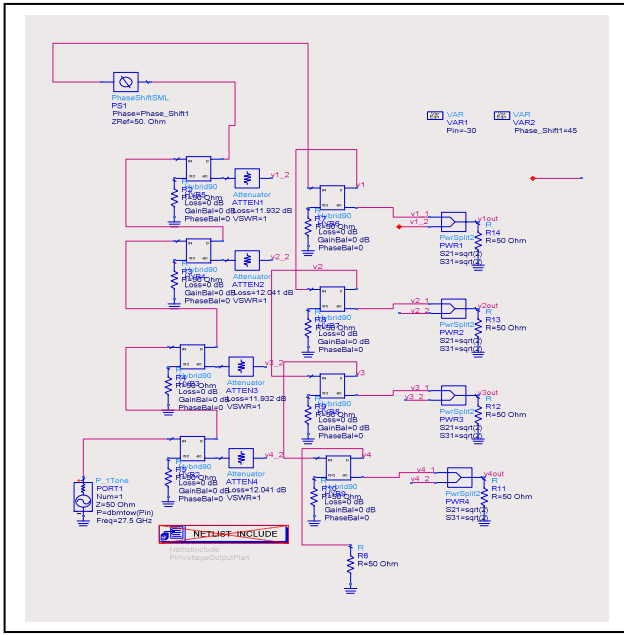 PhaseShiftSML
PS1
Phase=Phase_Shift1
ZRef=50. Ohm
VAR
VAR1
Pin=-30
VAR
VAR2
Phase_Shift1=45
Hybrid90
Loss=0 dB
GainBal=0 dB
PhaseBal=0
v1_2
Attenuator
ATTEN1
Loss=11.932 dB
VSWR=1
Hybrid90
Loss=0 dB
GainBal=0 dB
PhaseBal=0
v2_2
Attenuator
ATTEN2
Loss=12.041 dB
VSWR=1
Hybrid90
Loss=0 dB
GainBal=0 dB
PhaseBal=0
v3_2
Attenuator
ATTEN3
Loss=11.932 dB
VSWR=1
Hybrid90
Loss=0 dB
GainBal=0 dB
PhaseBal=0
v4_2
Attenuator
ATTEN4
Loss=12.041 dB
VSWR=1
v1
Hybrid90
R=50 Ohm
Loss=0 dB
GainBal=0 dB
PhaseBal=0
v1_1
v1_2
PwrSplit2
PWR1
S21=sqrt(2)
S31=sqrt(2)
v1out
R
R14
R=50 Ohm
v2
Hybrid90
R=50 Ohm
Loss=0 dB
GainBal=0 dB
PhaseBal=0
v2_1
v2_2
PwrSplit2
PWR2
S21=sqrt(2)
S31=sqrt(2)
v2out
R
R13
R=50 Ohm
v3
Hybrid90
R=50 Ohm
Loss=0 dB
GainBal=0 dB
PhaseBal=0
v3_1
v3_2
PwrSplit2
PWR3
S21=sqrt(2)
S31=sqrt(2)
v3out
R
R12
R=50 Ohm
v4
Hybrid90
R=50 Ohm
Loss=0 dB
GainBal=0 dB
PhaseBal=0
v4_1
v4_2
PwrSplit2
PWR4
S21=sqrt(2)
S31=sqrt(2)
v4out
R
R11
R=50 Ohm
P_1Tone
PORT1
Num=1
Z=50 Ohm
P=dbmtow(Pin)
Freq=27.5 GHz
NETLIST INCLUDE
NetlistInclude
PinVoltageOutputPlan
R
R6
R=50 Ohm